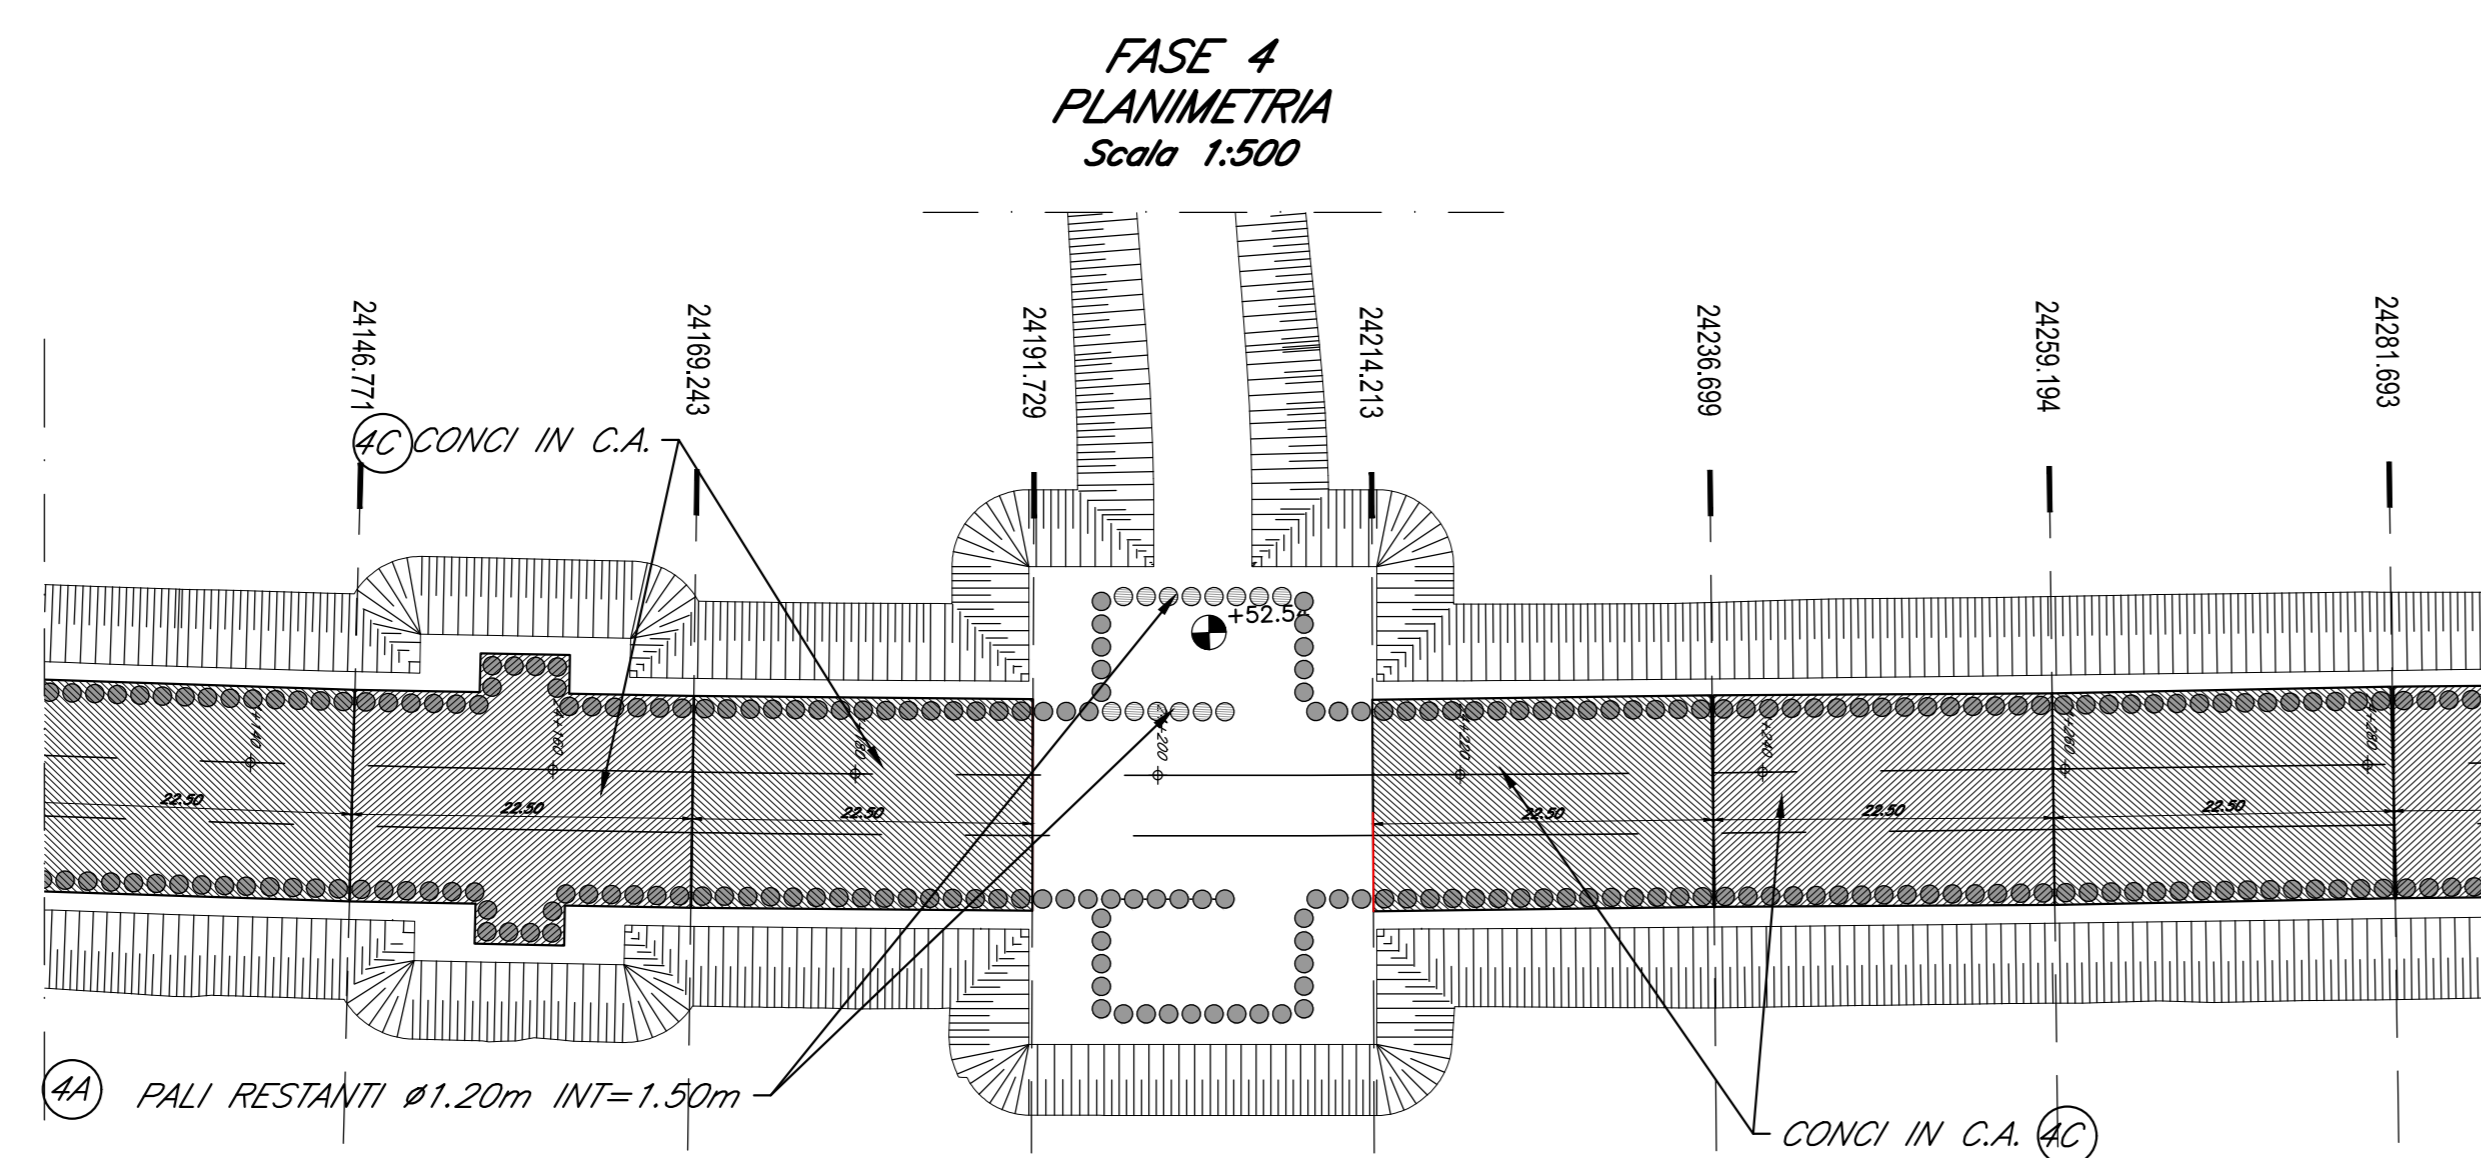 FASE 4
PLANIMETRIA
Scala 1:500
24146.771
24169.243
24191.729
24214.213
24236.699
24259.194
24281.693
4C CONCI IN C.A.
+52.54
22.50
22.50
22.50
22.50
22.50
22.50
4A PALI RESTANTI ø1.20m INT=1.50m
CONCI IN C.A. 4C